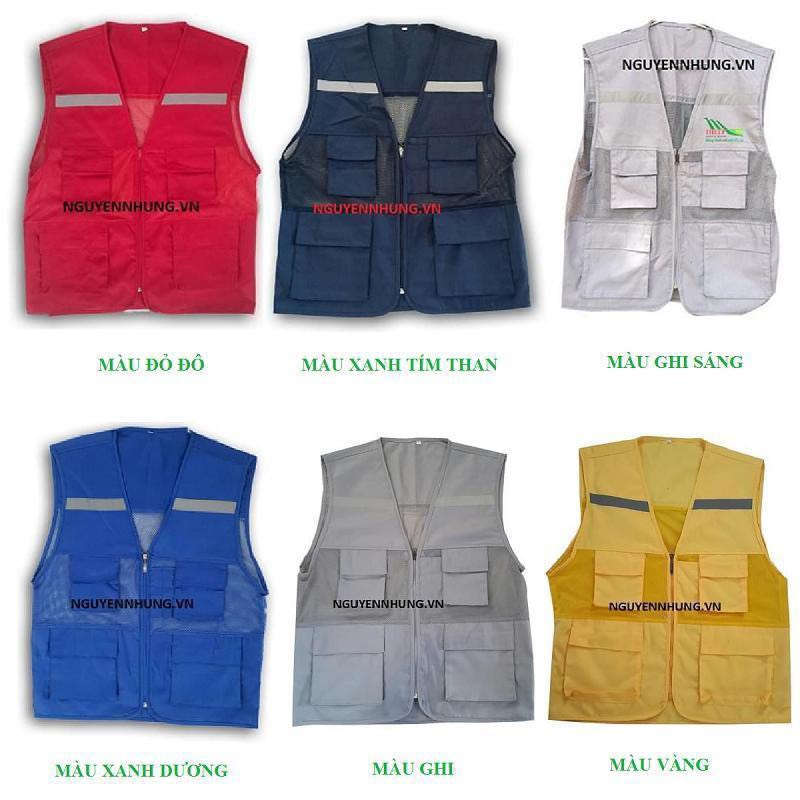 NGUYENNHUNG.VN
NGUYENNHUNG.VN
NGUYENNHUNG.VN
MÀU ĐỎ ĐÔ
MÀU XANH TÍM THAN
MÀU GHI SÁNG
NGUYENNHUNG.VN
NGUYENNHUNG.VN
NGUYENNHUNG.VN
MÀU XANH DƯƠNG
MÀU GHI
MÀU VÀNG